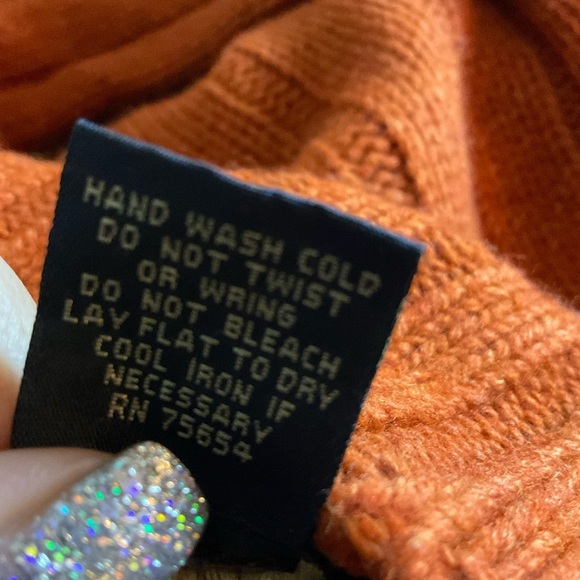 HAND WASH COLD
DO NOT TWIST
OR WRING
DO NOT BLEACH
LAY FLAT TO DRY
COOL IRON IF
NECESSARY
RN 75654